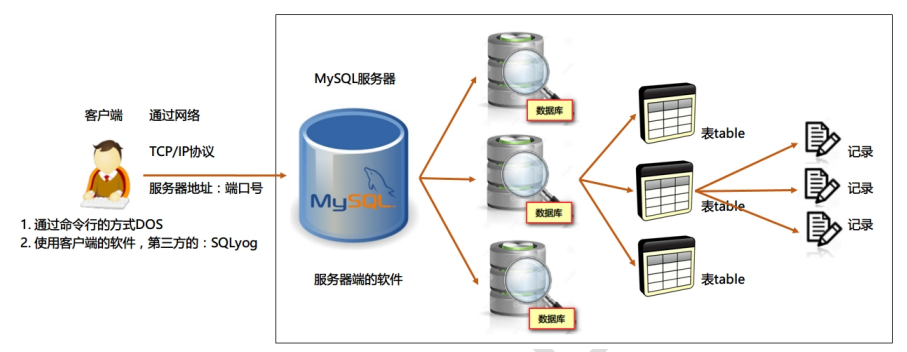 MySQL服务器
客户端
通过网络
TCP/IP协议
服务器地址：端口号
1. 通过命令行的方式DOS
2. 使用客户端的软件，第三方的：SQLyog
MySQL
服务器端的软件
数据库
数据库
数据库
表table
表table
表table
记录
记录
记录